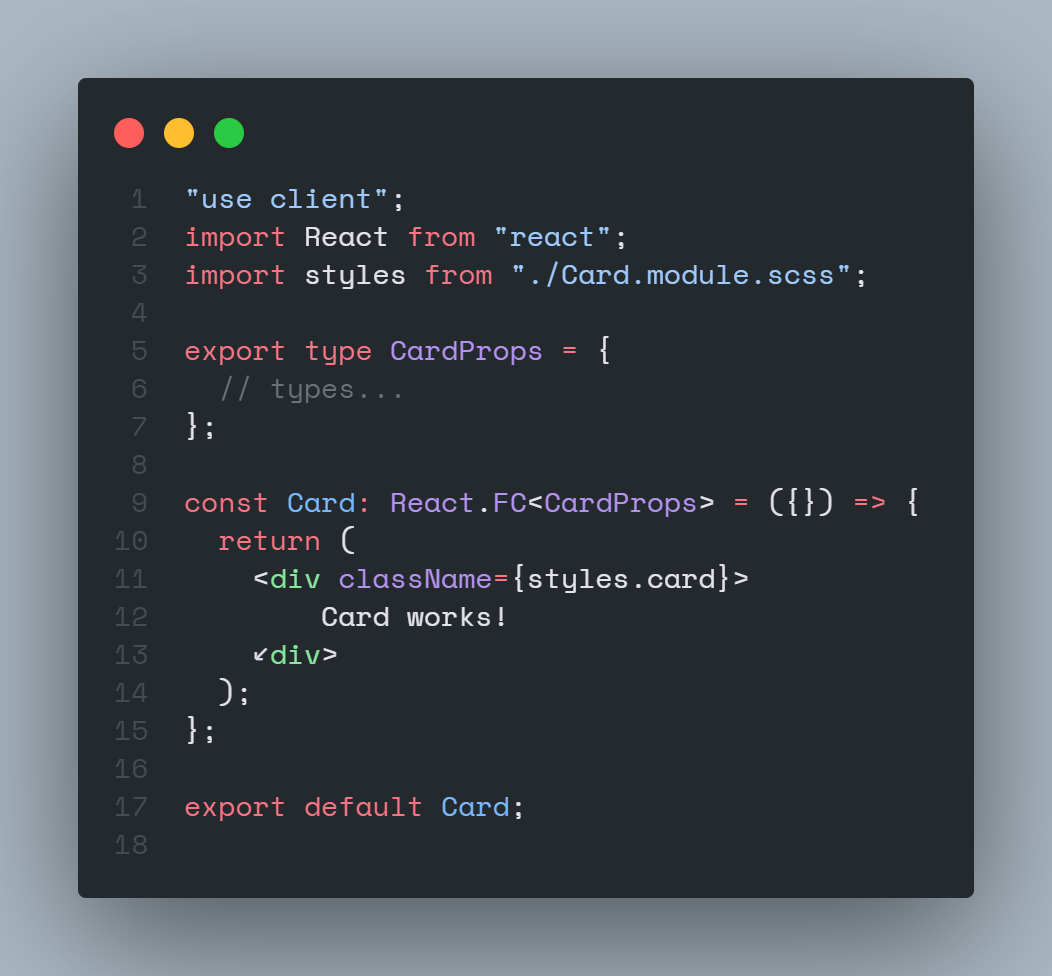 1 "use client";
2 import React from "react";
3 import styles from "./Card.module.scss";
4
5 export type CardProps = {
6   // types...
7 };
8
9 const Card: React.FC<CardProps> = ({}) => {
10   return (
11     <div className={styles.card}>
12         Card works!
13     </div>
14   );
15 };
16
17 export default Card;
18